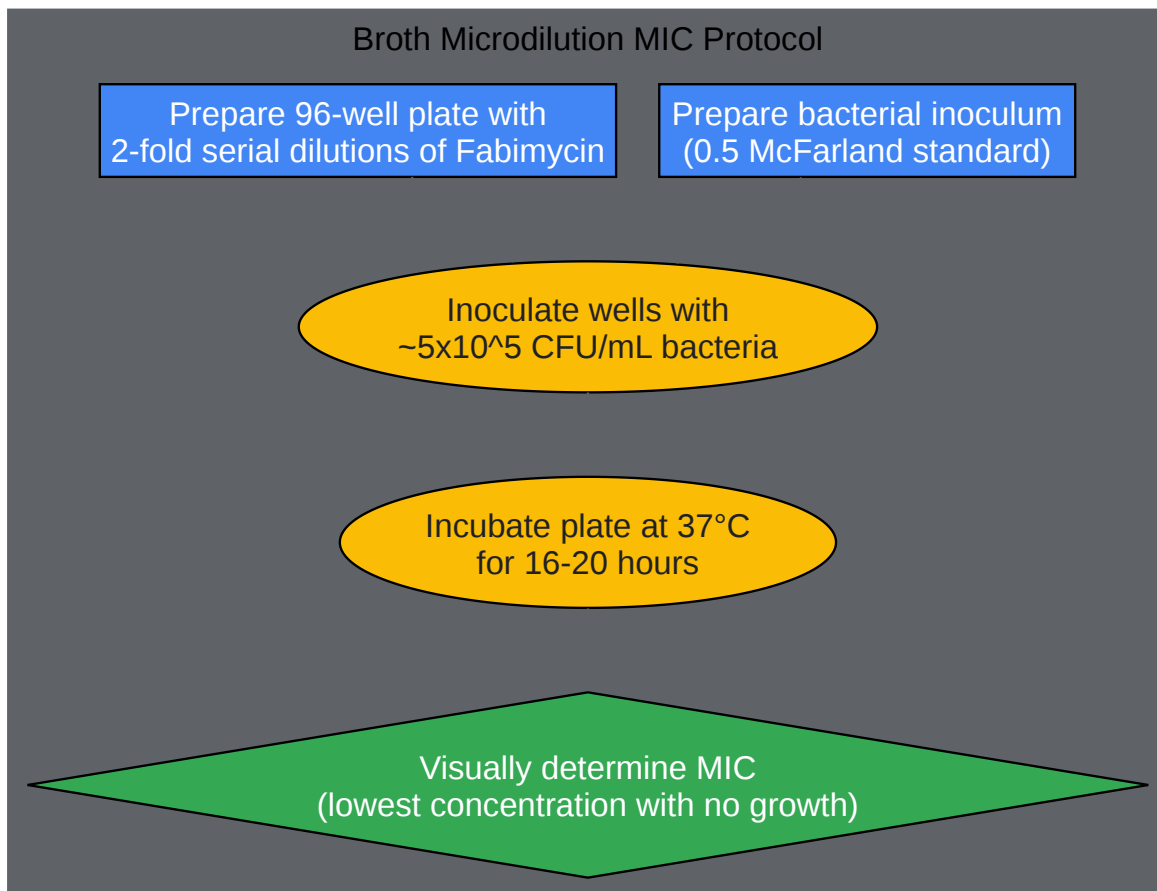 Broth Microdilution MIC Protocol
Prepare 96-well plate with
2-fold serial dilutions of Fabimycin
Prepare bacterial inoculum
(0.5 McFarland standard)
Inoculate wells with
~5x10^5 CFU/mL bacteria
Incubate plate at 37°C
for 16-20 hours
Visually determine MIC
(lowest concentration with no growth)